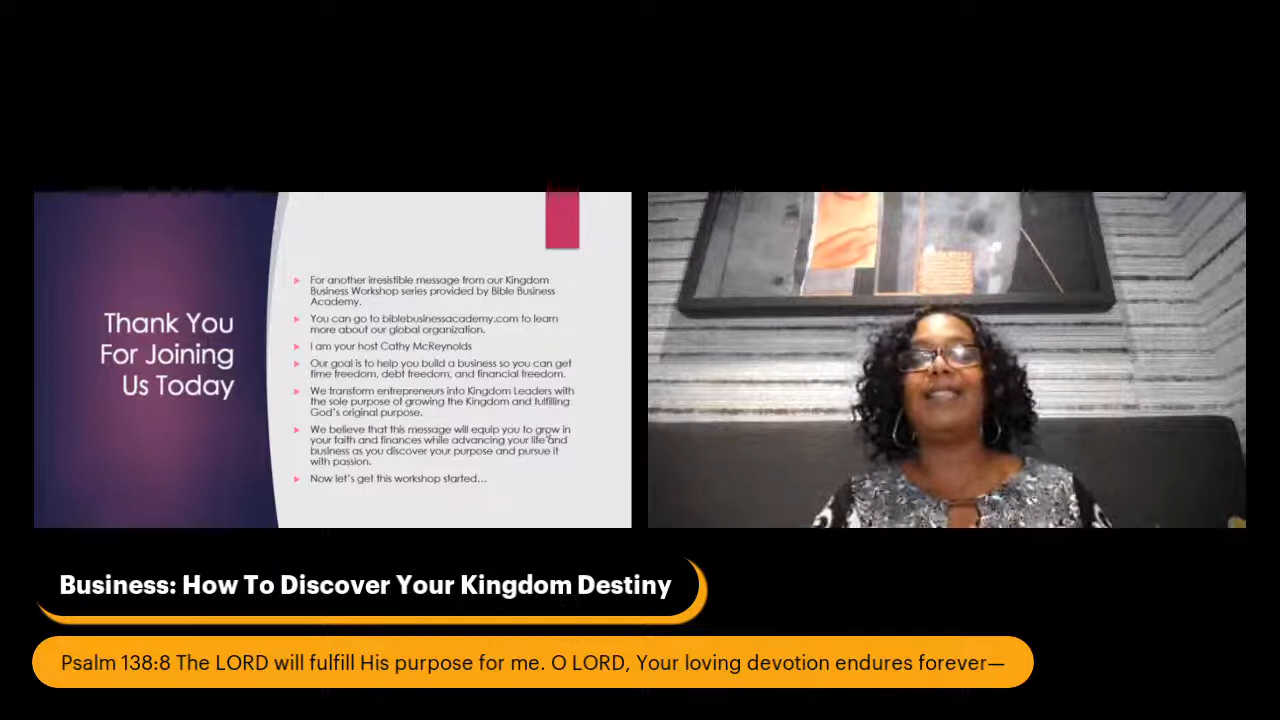 Thank You
For Joining
Us Today
For another irresistible message from our Kingdom
Business Workshop series provided by Bible Business
Academy.
You can go to biblebusinessacademy.com to learn
more about our global organization.
I am your host Cathy McReynolds
Our goal is to help you build a business so you can get
time freedom, debt freedom, and financial freedom.
We transform entrepreneurs into Kingdom Leaders with
the sole purpose of growing the Kingdom and fulfilling
God's original purpose.
We believe that this message will equip you to grow in
your faith and finances while advancing your life and
business as you discover your purpose and pursue it
with passion.
Now let's get this workshop started...
Business: How To Discover Your Kingdom Destiny
Psalm 138:8 The LORD will fulfill His purpose for me. O LORD, Your loving devotion endures forever—